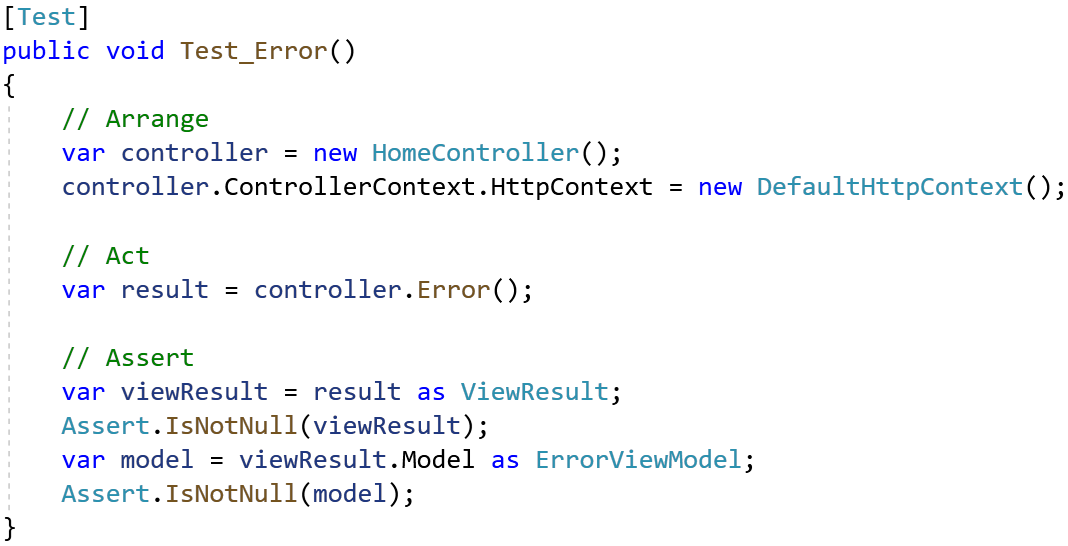 [Test]
public void Test_Error()
{
    // Arrange
    var controller = new HomeController();
    controller.ControllerContext.HttpContext = new DefaultHttpContext();

    // Act
    var result = controller.Error();

    // Assert
    var viewResult = result as ViewResult;
    Assert.IsNotNull(viewResult);
    var model = viewResult.Model as ErrorViewModel;
    Assert.IsNotNull(model);
}